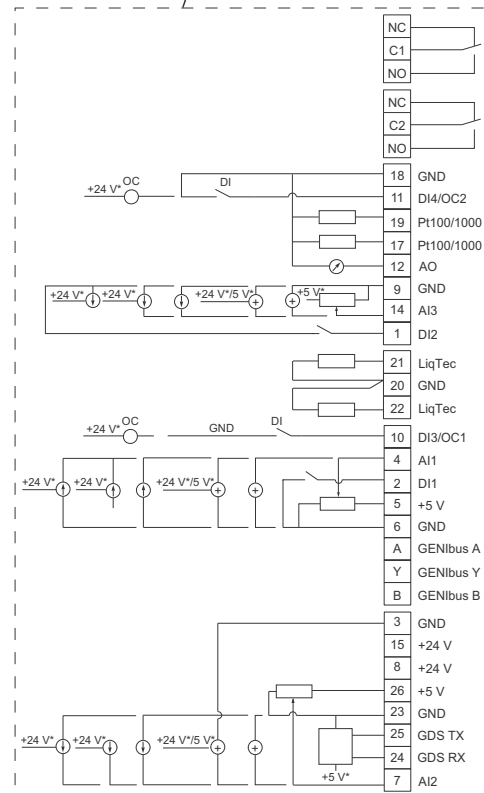 NC
C1
NO
NC
C2
NO
18 GND
+24 V* OC DI 11 DI4/OC2
19 Pt100/1000
17 Pt100/1000
12 AO
9 GND
+24 V* +24 V* +24 V*/5 V* +5 V*
14 AI3
1 DI2
21 LiqTec
20 GND
22 LiqTec
+24 V* OC GND DI 10 DI3/OC1
4 AI1
+24 V* +24 V* +24 V*/5 V* 2 DI1
5 +5 V
6 GND
A GENIbus A
Y GENIbus Y
B GENIbus B
3 GND
15 +24 V
8 +24 V
26 +5 V
23 GND
+24 V* +24 V* +24 V*/5 V* 25 GDS TX
24 GDS RX
+5 V* 7 AI2